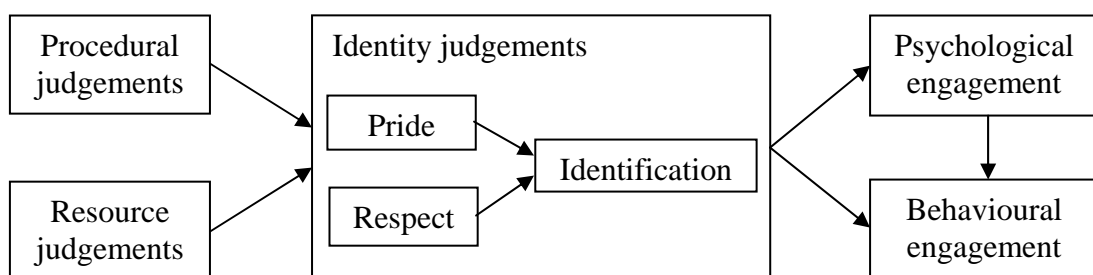 Procedural
judgements
Resource
judgements
Identity judgements
Pride
Respect
Identification
Psychological
engagement
Behavioural
engagement